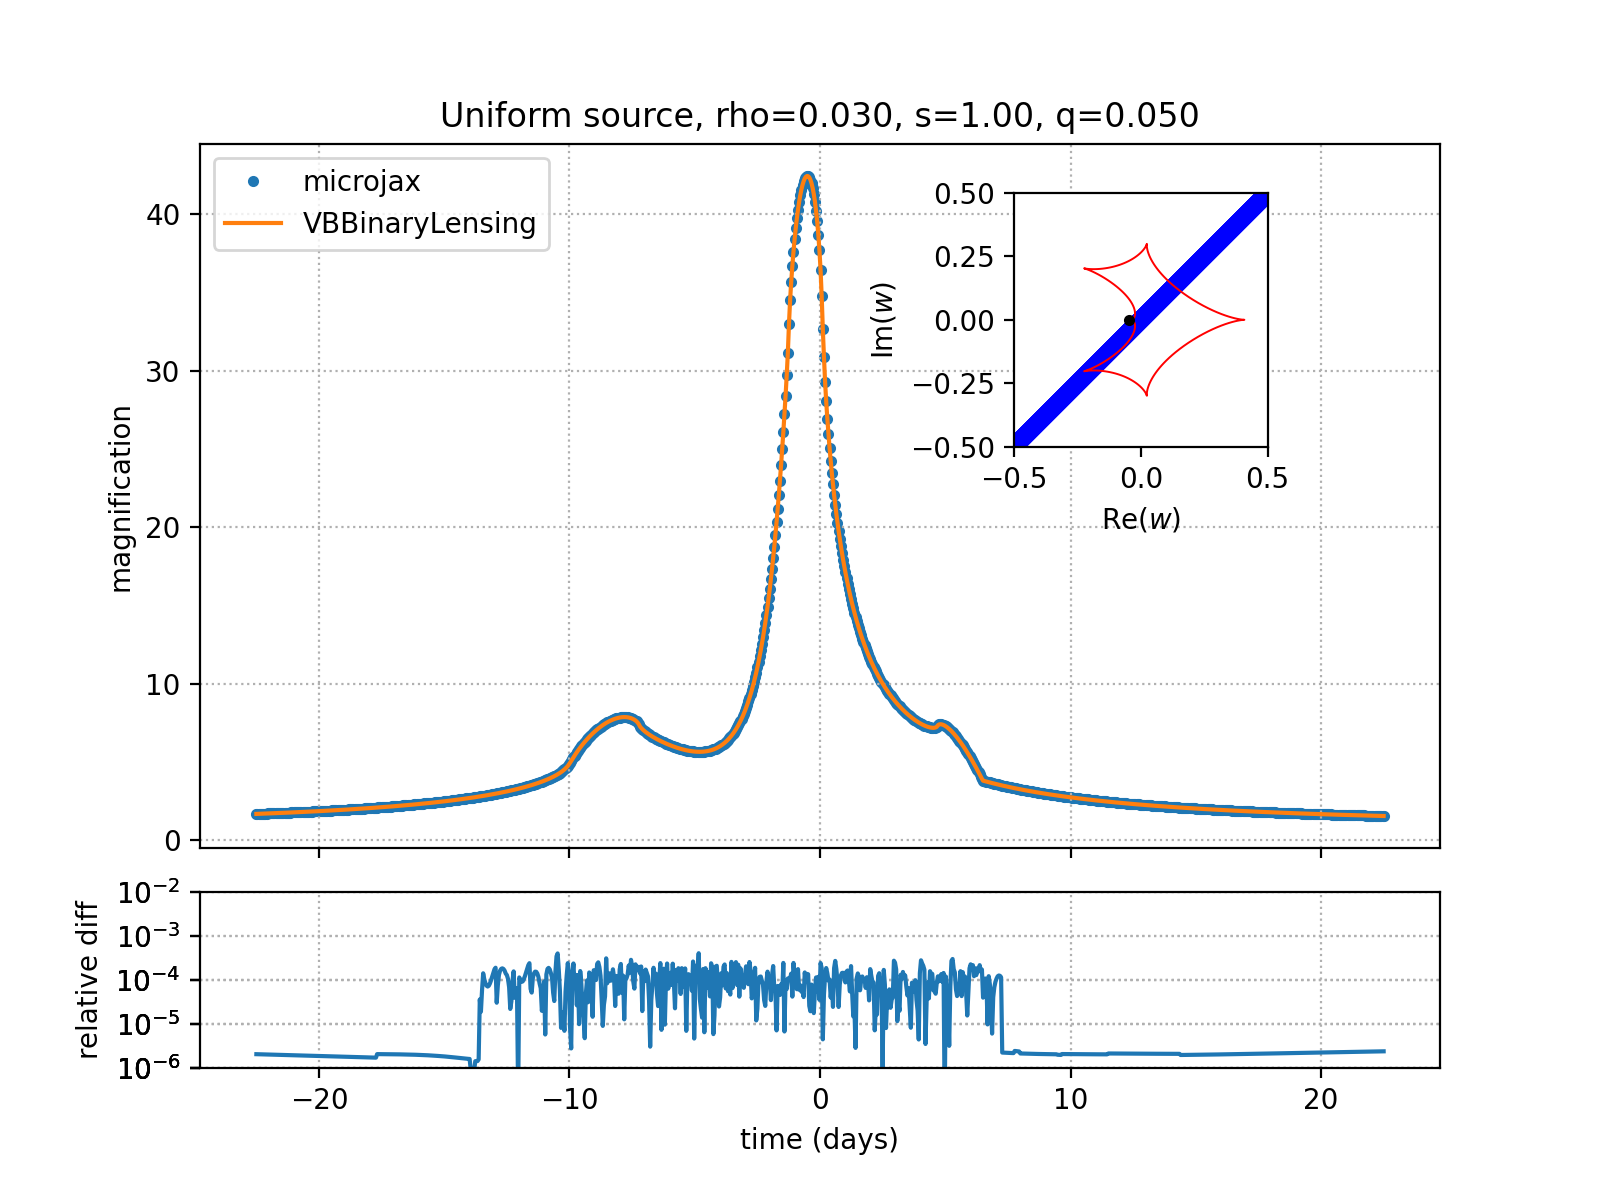 Uniform source, rho=0.030, s=1.00, q=0.050
microjax
VBBinaryLensing
magnification
40
30
20
10
0
Im(w)
0.50
0.25
0.00
−0.25
−0.50
−0.5 0.0 0.5
Re(w)
relative diff
10⁻²
10⁻³
10⁻⁴
10⁻⁵
10⁻⁶
−20 −10 0 10 20
time (days)